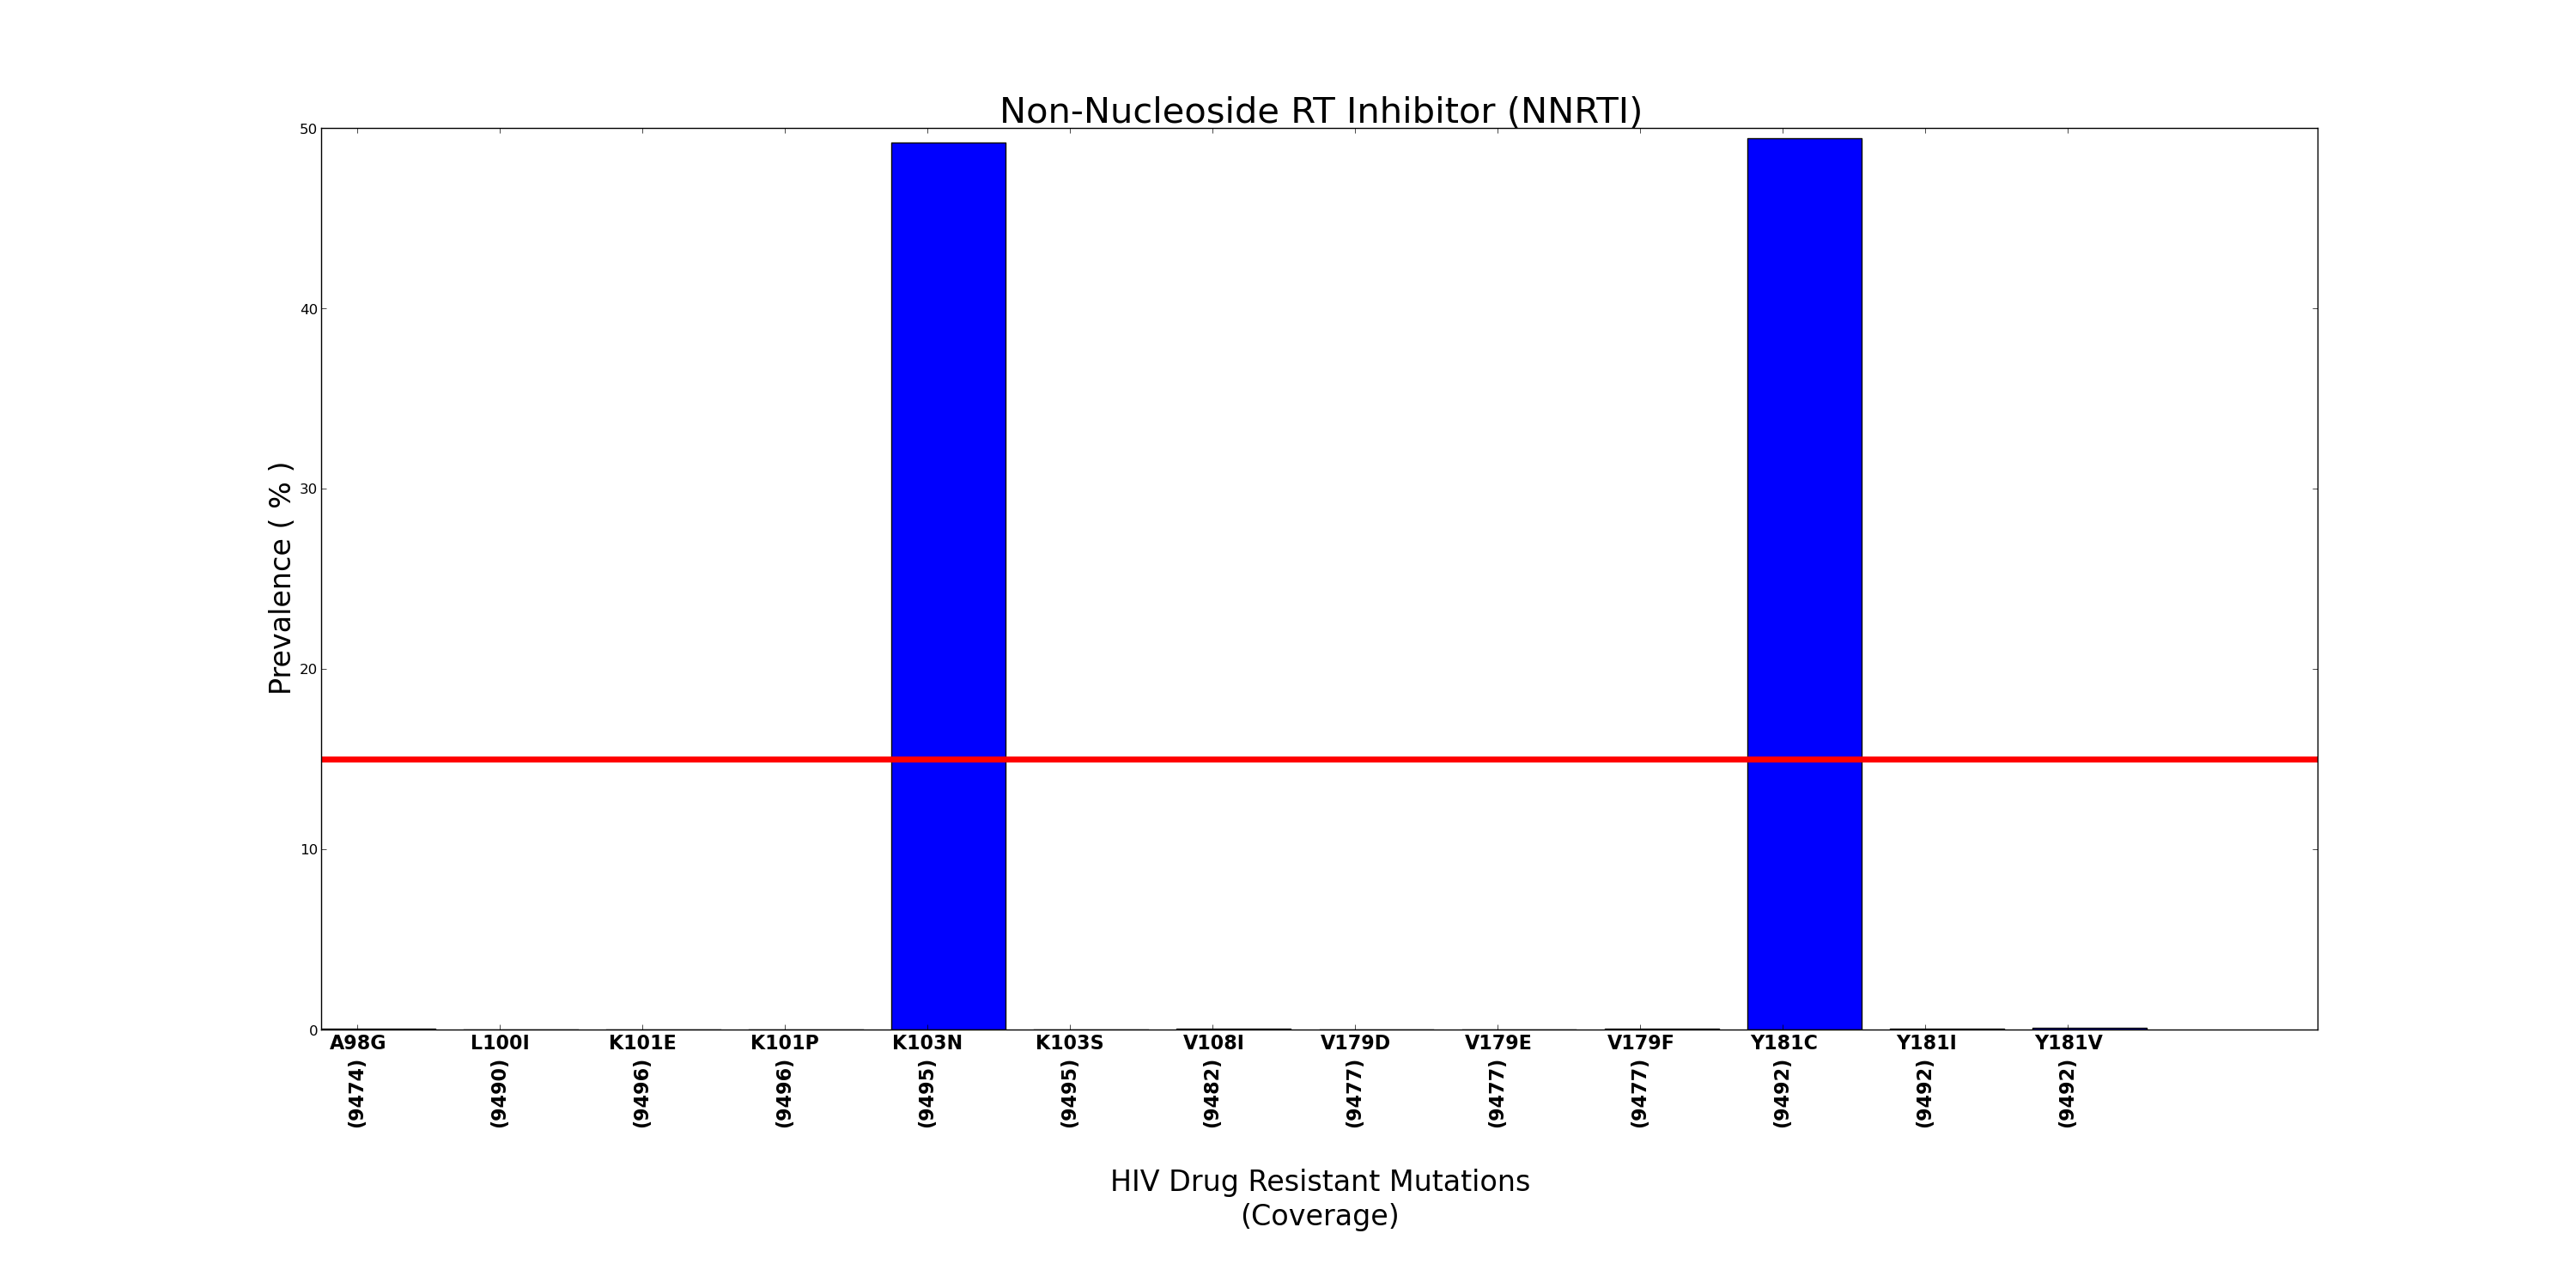 Non-Nucleoside RT Inhibitor (NNRTI)
50
40
30
20
10
0
Prevalence ( % )
A98G L100I K101E K101P K103N K103S V108I V179D V179E V179F Y181C Y181I Y181V
(9474) (9490) (9496) (9496) (9495) (9495) (9482) (9477) (9477) (9477) (9492) (9492) (9492)
HIV Drug Resistant Mutations
(Coverage)